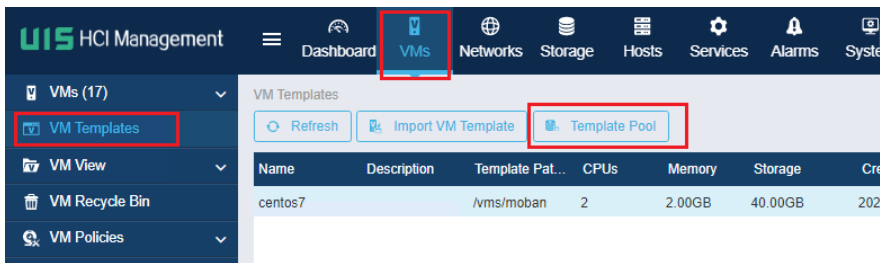 UIS HCI Management
Dashboard VMs Networks Storage Hosts Services Alarms
VMs (17)
VM Templates
VM View
VM Recycle Bin
VM Policies
VM Templates
Refresh Import VM Template Template Pool
Name Description Template Pat... CPUs Memory Storage
centos7 /vms/moban 2 2.00GB 40.00GB